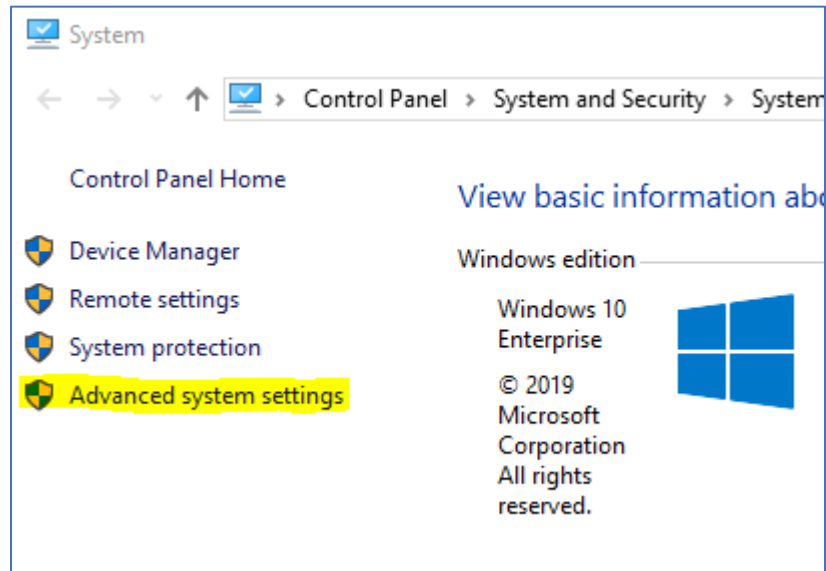 System
Control Panel > System and Security > System
Control Panel Home
View basic information abo
Device Manager
Windows edition
Remote settings
Windows 10
Enterprise
System protection
© 2019
Advanced system settings
Microsoft
Corporation
All rights
reserved.